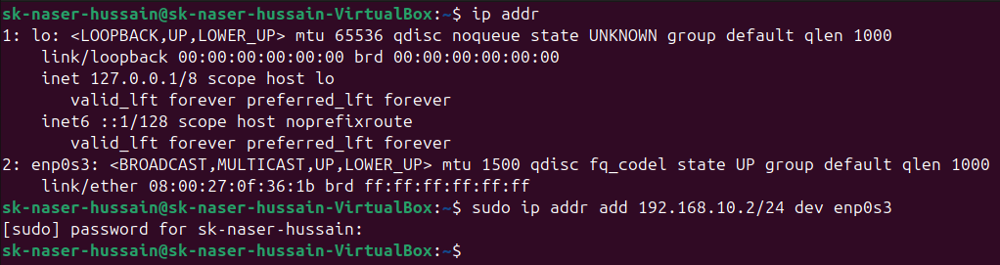 sk-naser-hussain@sk-naser-hussain-VirtualBox:~$ ip addr
1: lo: <LOOPBACK,UP,LOWER_UP> mtu 65536 qdisc noqueue state UNKNOWN group default qlen 1000
    link/loopback 00:00:00:00:00:00 brd 00:00:00:00:00:00
    inet 127.0.0.1/8 scope host lo
       valid_lft forever preferred_lft forever
    inet6 ::1/128 scope host noprefixroute
       valid_lft forever preferred_lft forever
2: enp0s3: <BROADCAST,MULTICAST,UP,LOWER_UP> mtu 1500 qdisc fq_codel state UP group default qlen 1000
    link/ether 08:00:27:0f:36:1b brd ff:ff:ff:ff:ff:ff
sk-naser-hussain@sk-naser-hussain-VirtualBox:~$ sudo ip addr add 192.168.10.2/24 dev enp0s3
[sudo] password for sk-naser-hussain:
sk-naser-hussain@sk-naser-hussain-VirtualBox:~$